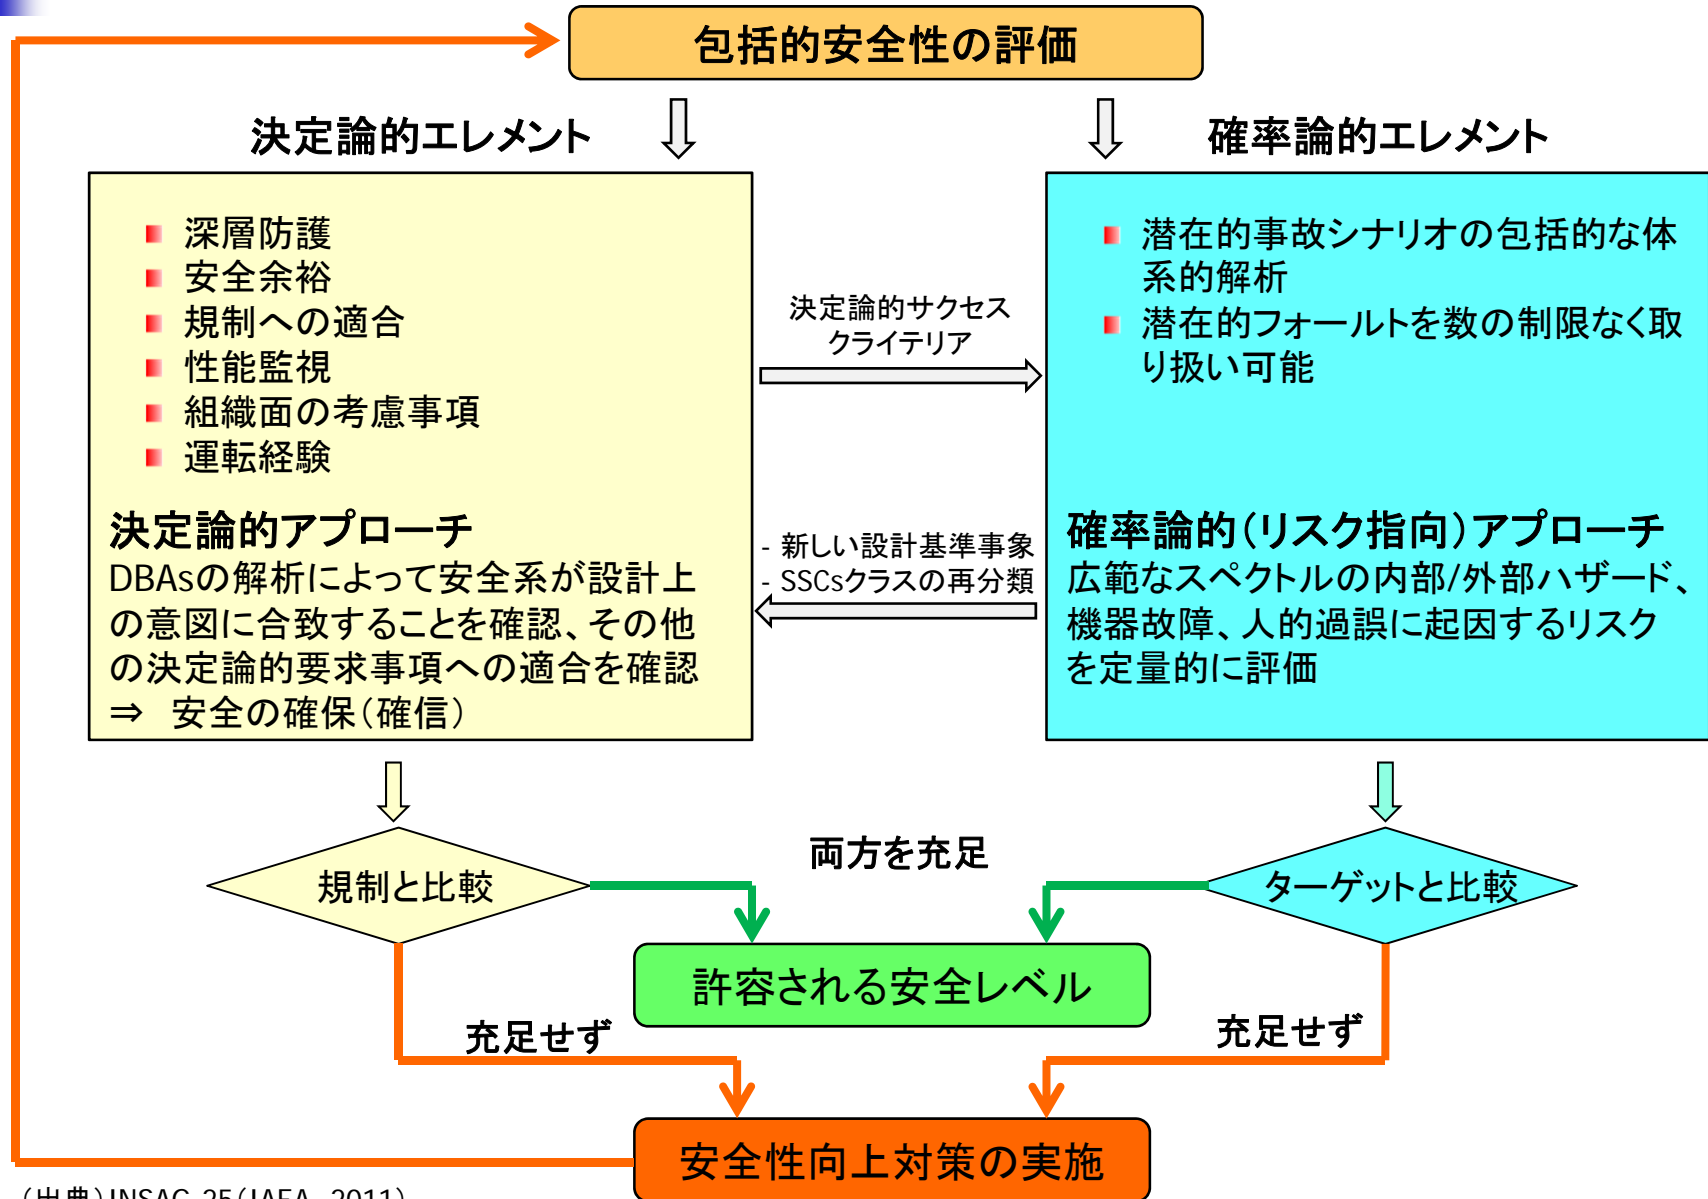 包括的安全性の評価
決定論的エレメント
確率論的エレメント
深層防護
安全余裕
規制への適合
性能監視
組織面の考慮事項
運転経験
決定論的アプローチ
DBAsの解析によって安全系が設計上
の意図に合致することを確認、その他
の決定論的要求事項への適合を確認
⇒ 安全の確保（確信）
決定論的サクセス
クライテリア
- 新しい設計基準事象
- SSCsクラスの再分類
潜在的事故シナリオの包括的な体
系的解析
潜在的フォールトを数の制限なく取
り扱い可能
確率論的（リスク指向）アプローチ
広範なスペクトルの内部/外部ハザード、
機器故障、人的過誤に起因するリスク
を定量的に評価
規制と比較
両方を充足
ターゲットと比較
許容される安全レベル
充足せず
充足せず
安全性向上対策の実施
（出典）INSAC-25（IAEA, 2011）